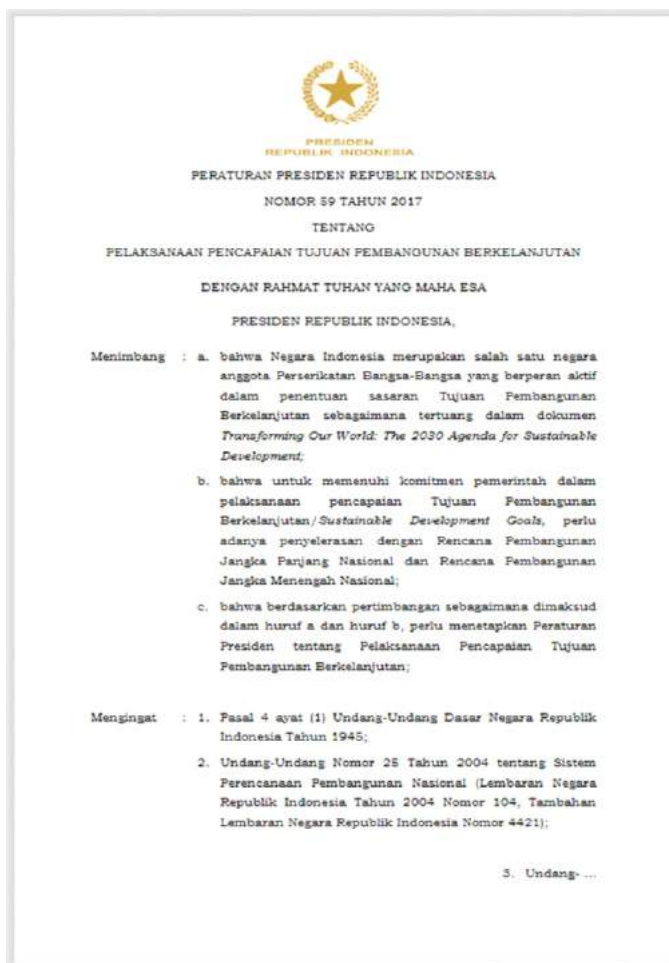 PRESIDEN
REPUBLIK INDONESIA
PERATURAN PRESIDEN REPUBLIK INDONESIA
NOMOR 59 TAHUN 2017
TENTANG
PELAKSANAAN PENCAPAIAN TUJUAN PEMBANGUNAN BERKELANJUTAN
DENGAN RAHMAT TUHAN YANG MAHA ESA
PRESIDEN REPUBLIK INDONESIA,
Menimbang : a. bahwa Negara Indonesia merupakan salah satu negara
anggota Perserikatan Bangsa-Bangsa yang berperan aktif
dalam penentuan sasaran Tujuan Pembangunan
Berkelanjutan sebagaimana tertuang dalam dokumen
Transforming Our World: The 2030 Agenda for Sustainable
Development;
b. bahwa untuk memenuhi komitmen pemerintah dalam
pelaksanaan pencapaian Tujuan Pembangunan
Berkelanjutan/Sustainable Development Goals, perlu
adanya penyelerasan dengan Rencana Pembangunan
Jangka Panjang Nasional dan Rencana Pembangunan
Jangka Menengah Nasional;
c. bahwa berdasarkan pertimbangan sebagaimana dimaksud
dalam huruf a dan huruf b, perlu menetapkan Peraturan
Presiden tentang Pelaksanaan Pencapaian Tujuan
Pembangunan Berkelanjutan;
Mengingat : 1. Pasal 4 ayat (1) Undang-Undang Dasar Negara Republik
Indonesia Tahun 1945;
2. Undang-Undang Nomor 25 Tahun 2004 tentang Sistem
Perencanaan Pembangunan Nasional (Lembaran Negara
Republik Indonesia Tahun 2004 Nomor 104, Tambahan
Lembaran Negara Republik Indonesia Nomor 4421);
3. Undang- ...